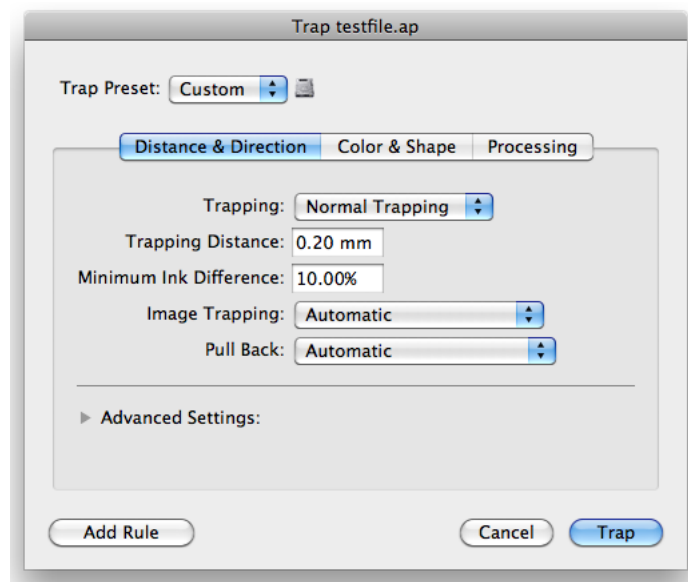 Trap testfile.ap
Trap Preset: Custom
Distance & Direction Color & Shape Processing
Trapping: Normal Trapping
Trapping Distance: 0.20 mm
Minimum Ink Difference: 10.00%
Image Trapping: Automatic
Pull Back: Automatic
Advanced Settings:
Add Rule Cancel Trap